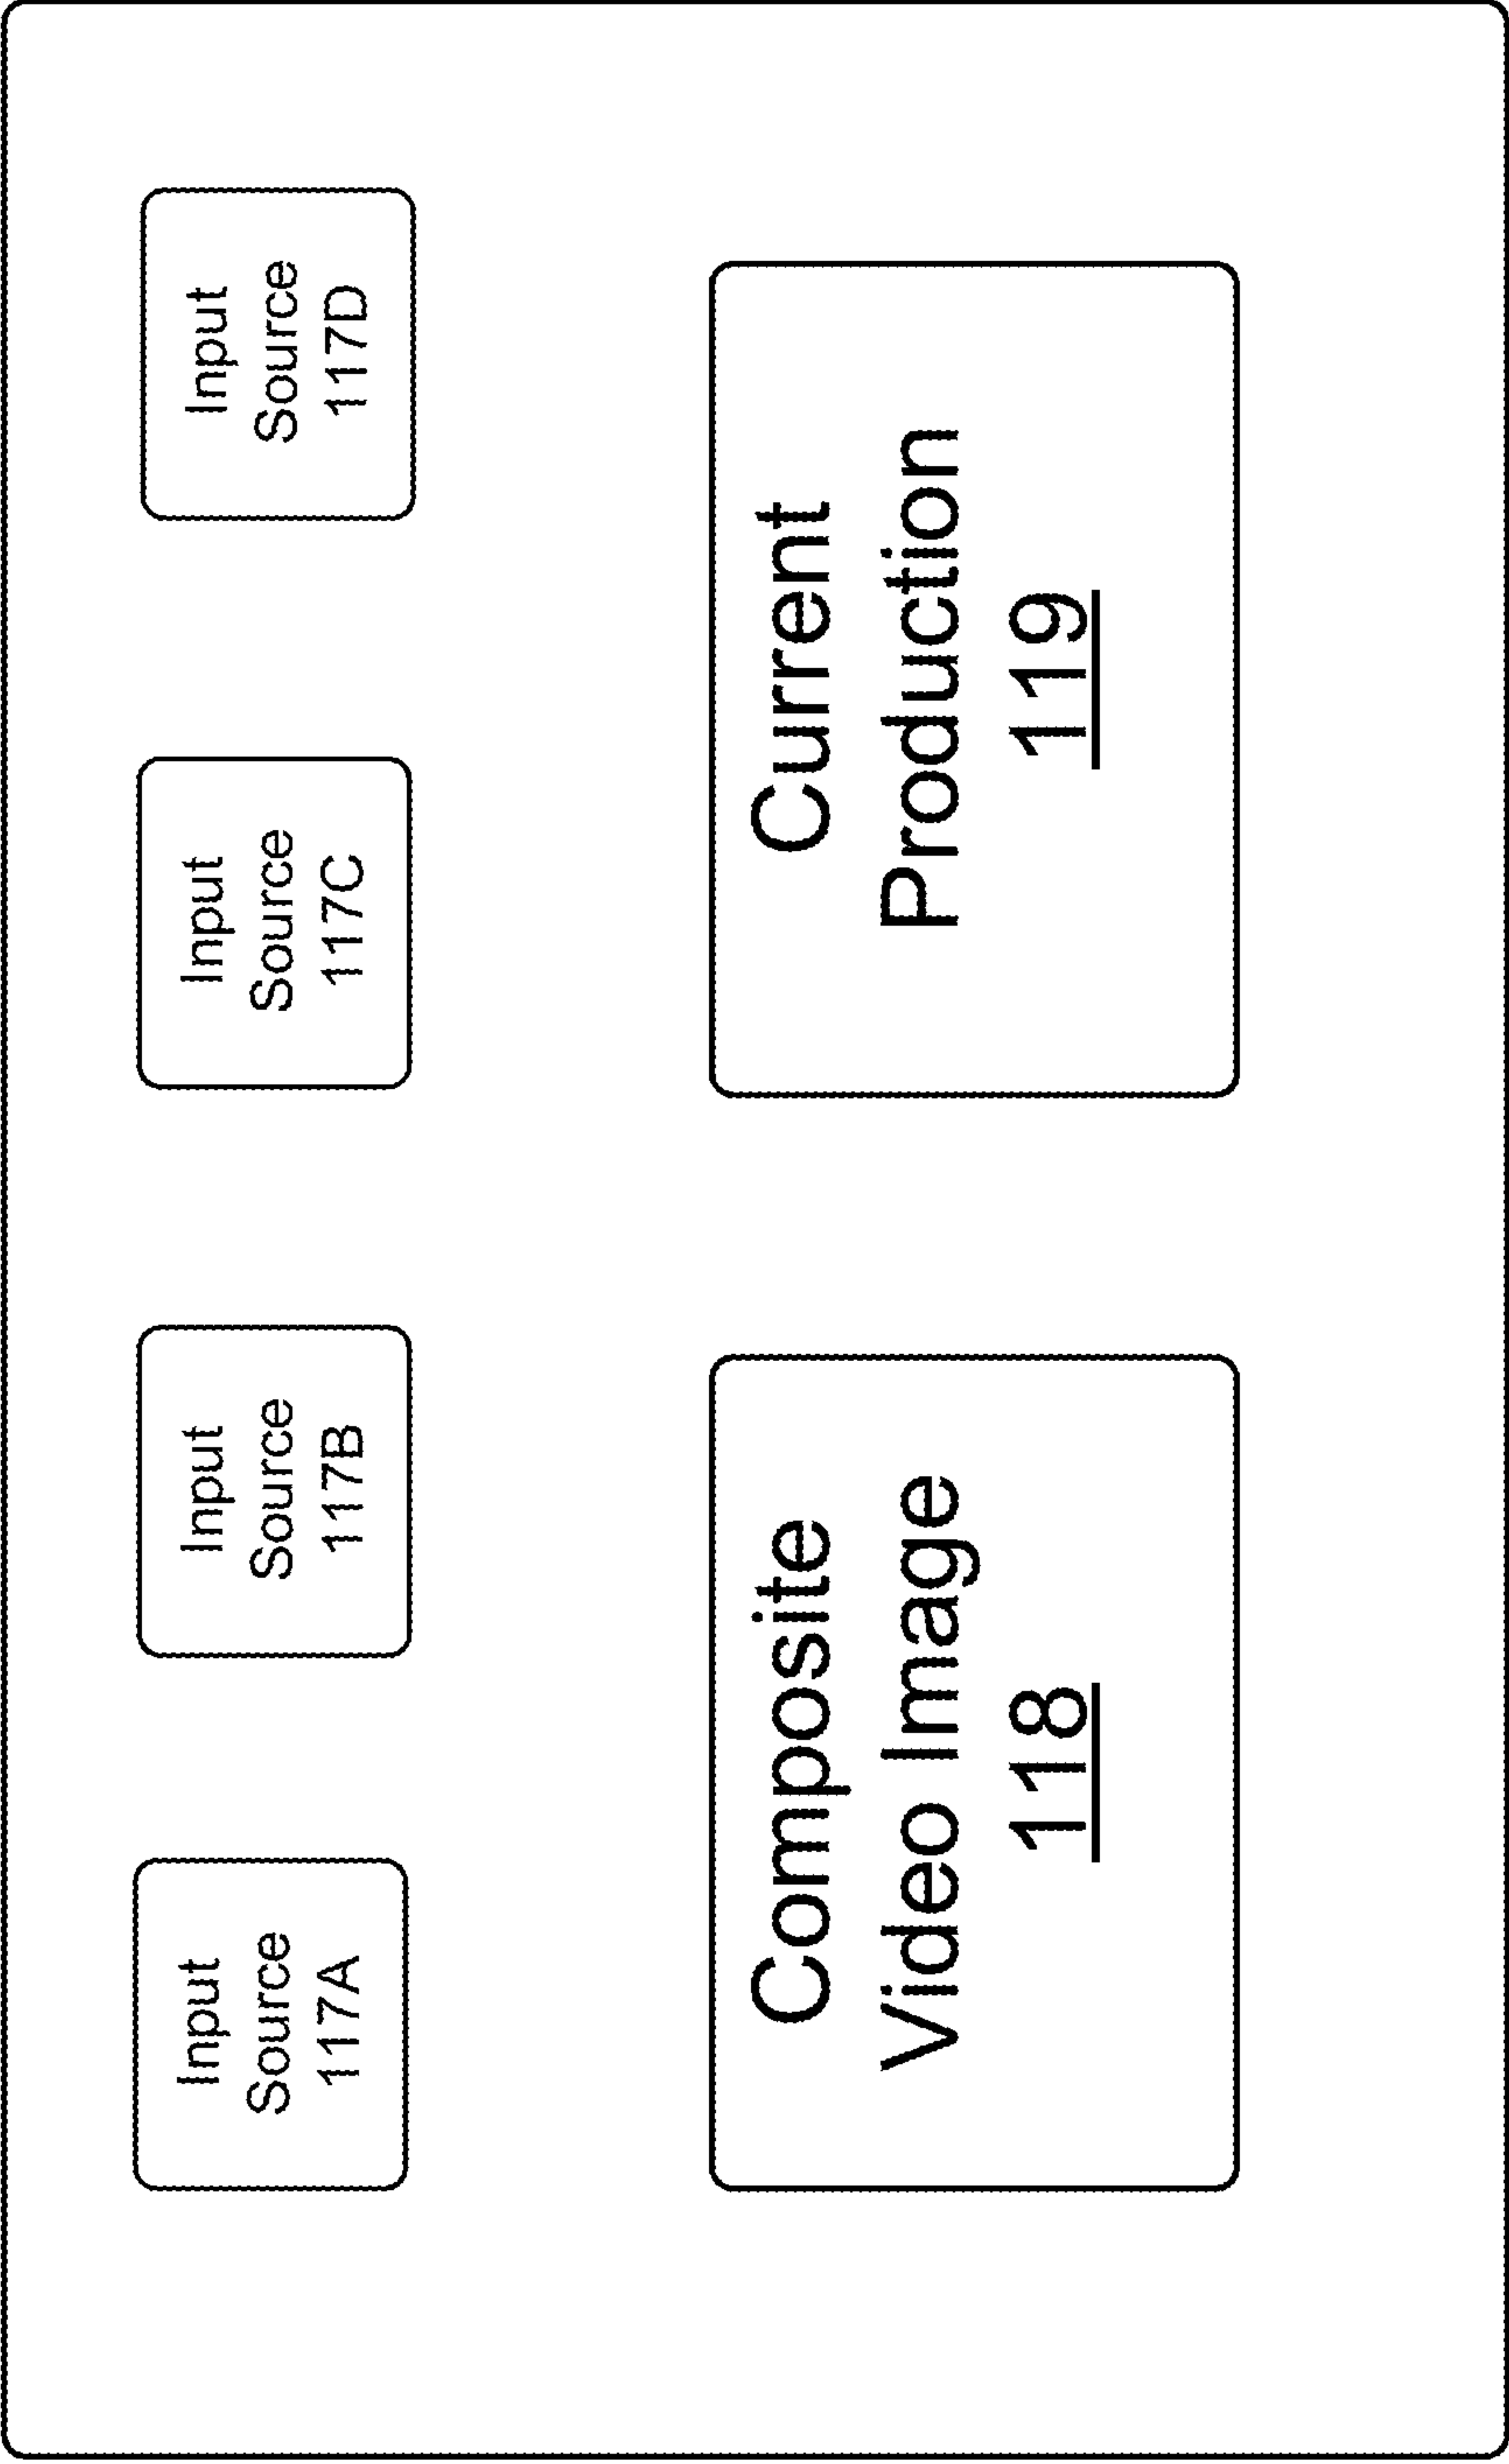 Input
Source
117A
Input
Source
117B
Input
Source
117C
Input
Source
117D
Composite
Video Image
118
Current
Production
119